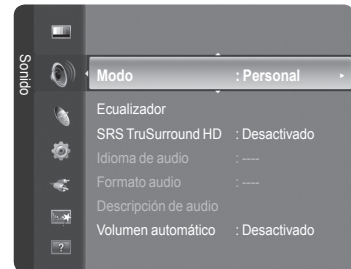 Sonido
Modo : Personal
Ecualizador
SRS TruSurround HD : Desactivado
Idioma de audio : ----
Formato audio : ----
Descripción de audio
Volumen automático : Desactivado
?